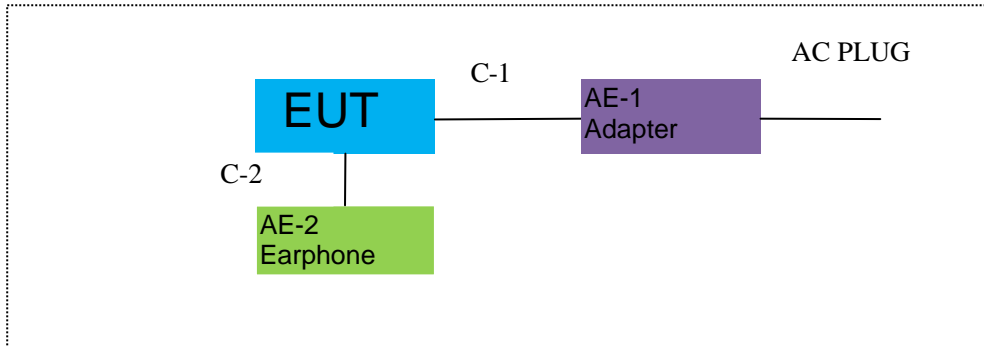 AC PLUG
C-1
EUT
AE-1
Adapter
C-2
AE-2
Earphone